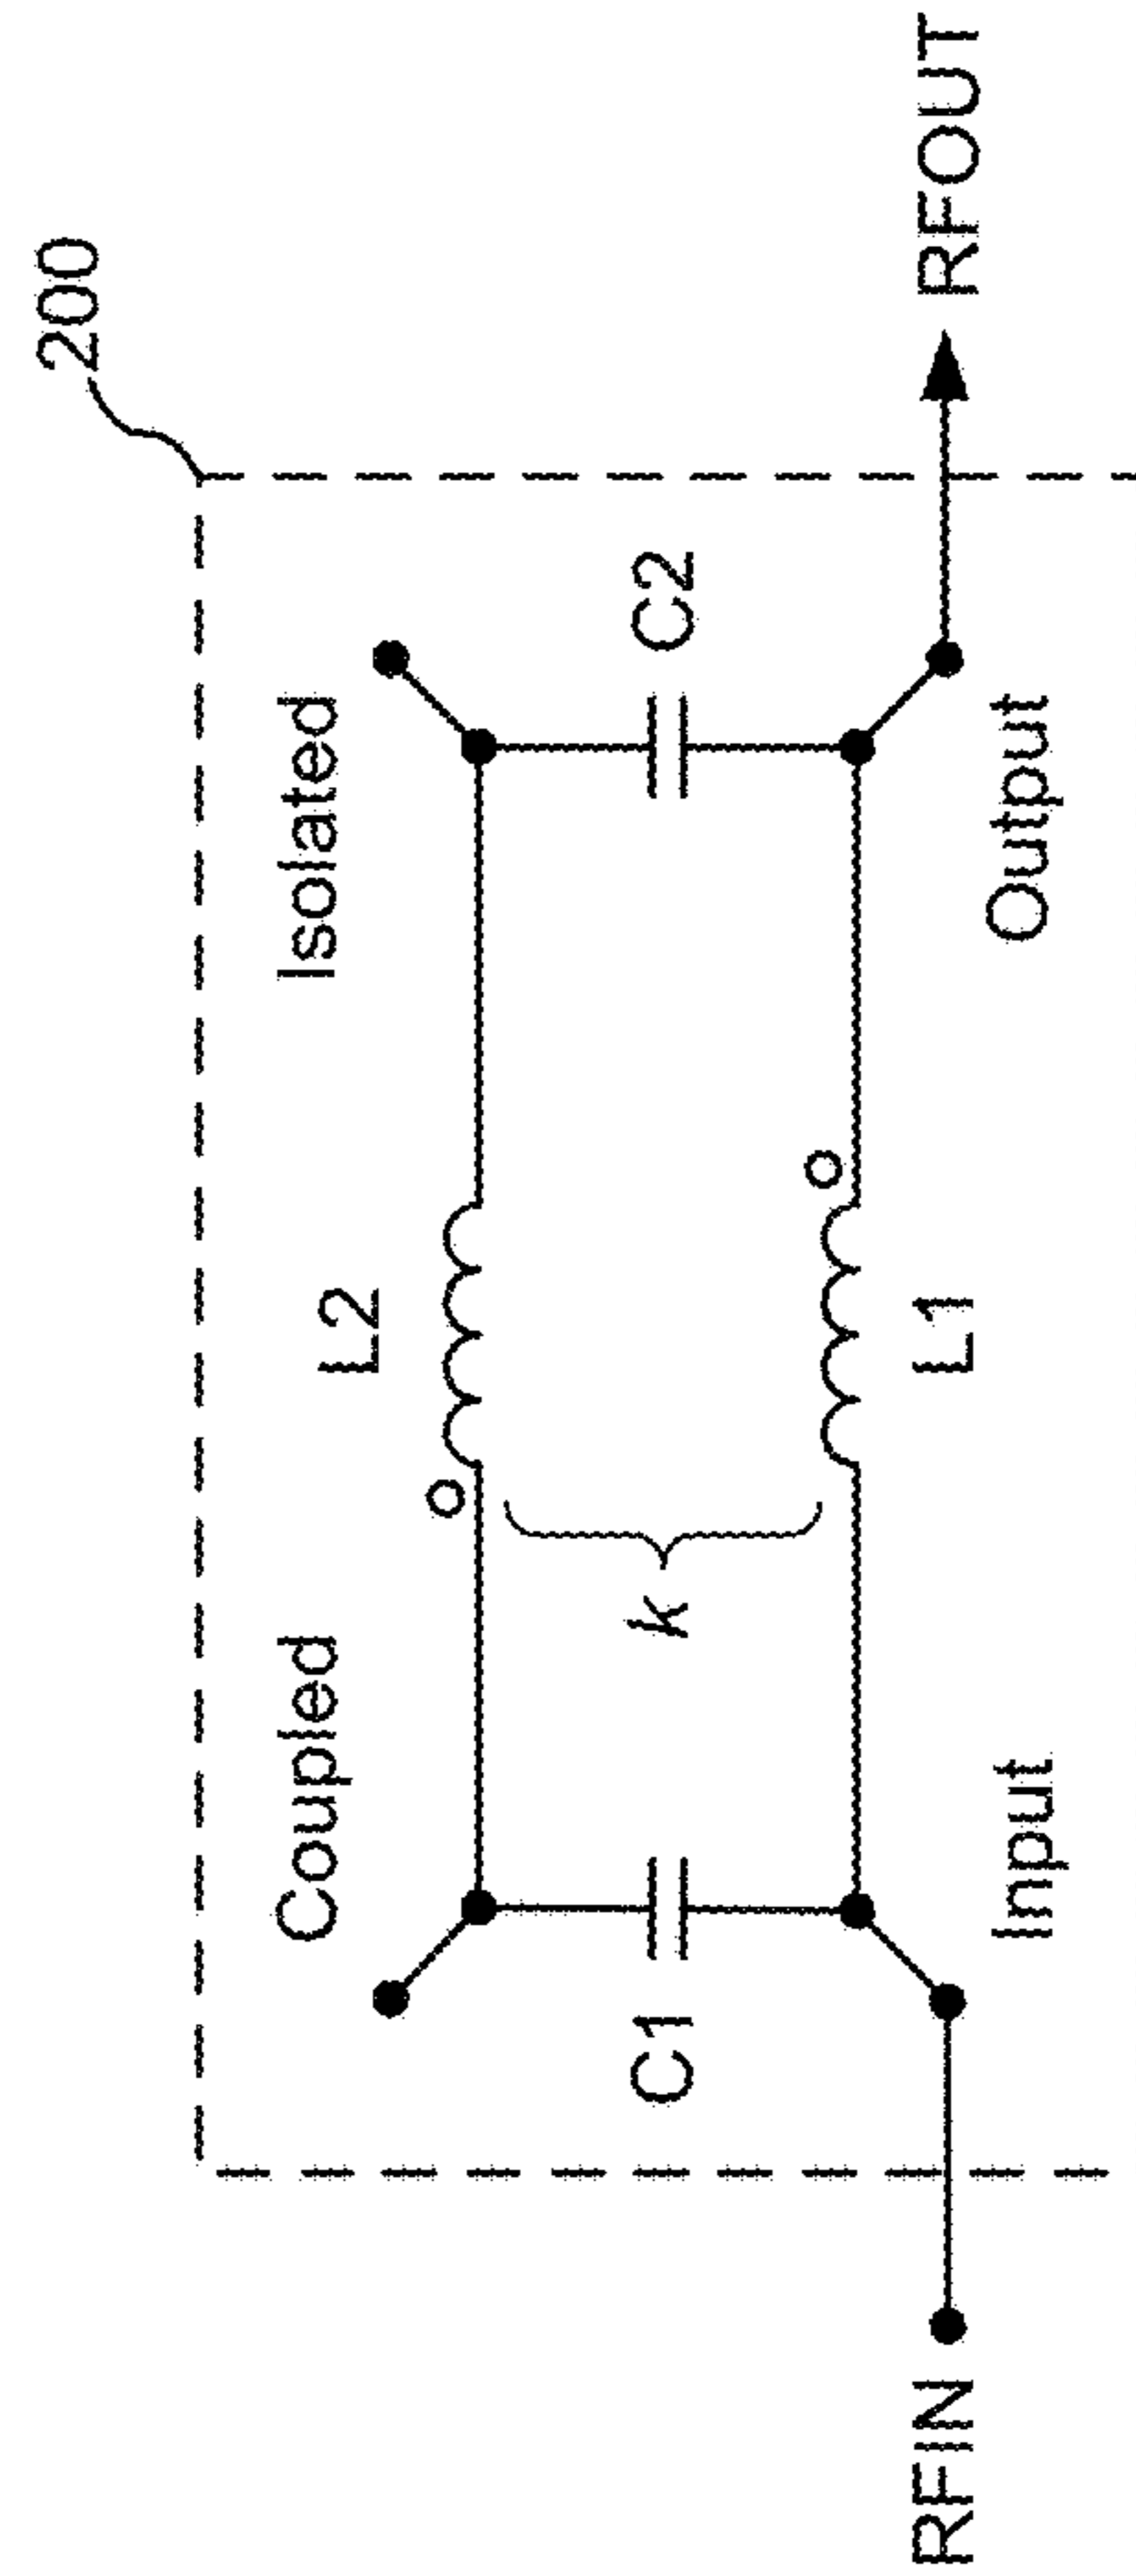 200
Coupled
Isolated
L2
C1
k
C2
L1
Input
Output
RFIN
RFOUT